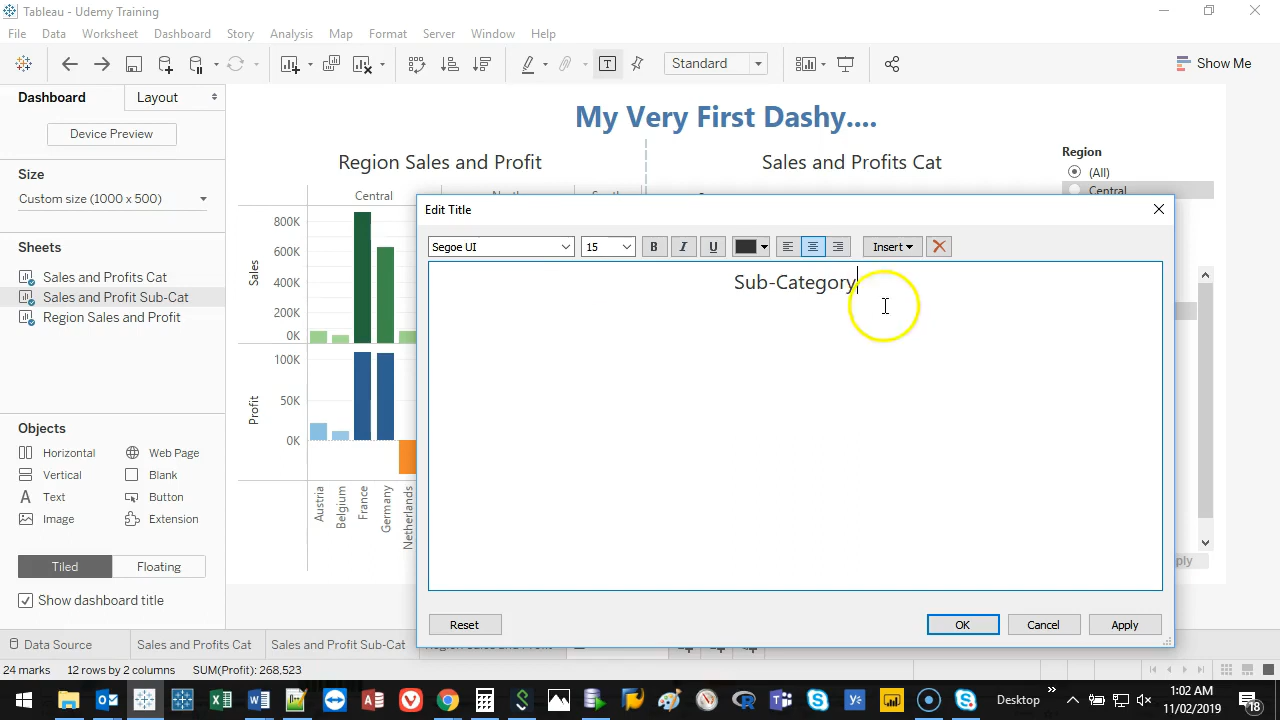 Tableau - Udemy Training
File Data Worksheet Dashboard Story Analysis Map Format Server Window Help
Standard
Show Me
Dashboard Layout
Device Preview
Size
Custom size (1000 x 500)
Sheets
Sales and Profits Cat
Sales and Profit Sub-Cat
Region Sales and Profit
Objects
Horizontal Web Page
Vertical Blank
Text Button
Image Extension
Tiled Floating
Show dashboard title
My Very First Dashy....
Region Sales and Profit
Sales and Profits Cat
Region
(All)
Central
Central
Sales
800K
600K
400K
200K
0K
Profit
100K
50K
0K
Austria
Belgium
France
Germany
Netherlands
Edit Title
Segoe UI 15 B I U Insert
Sub-Category
Reset OK Cancel Apply
Data Source Sales and Profits Cat Sales and Profit Sub-Cat Region Sales and Profit
24 mar 12 rows by 2 columns SUM(Profit): 268,523
Desktop
1:02 AM
11/02/2019
18